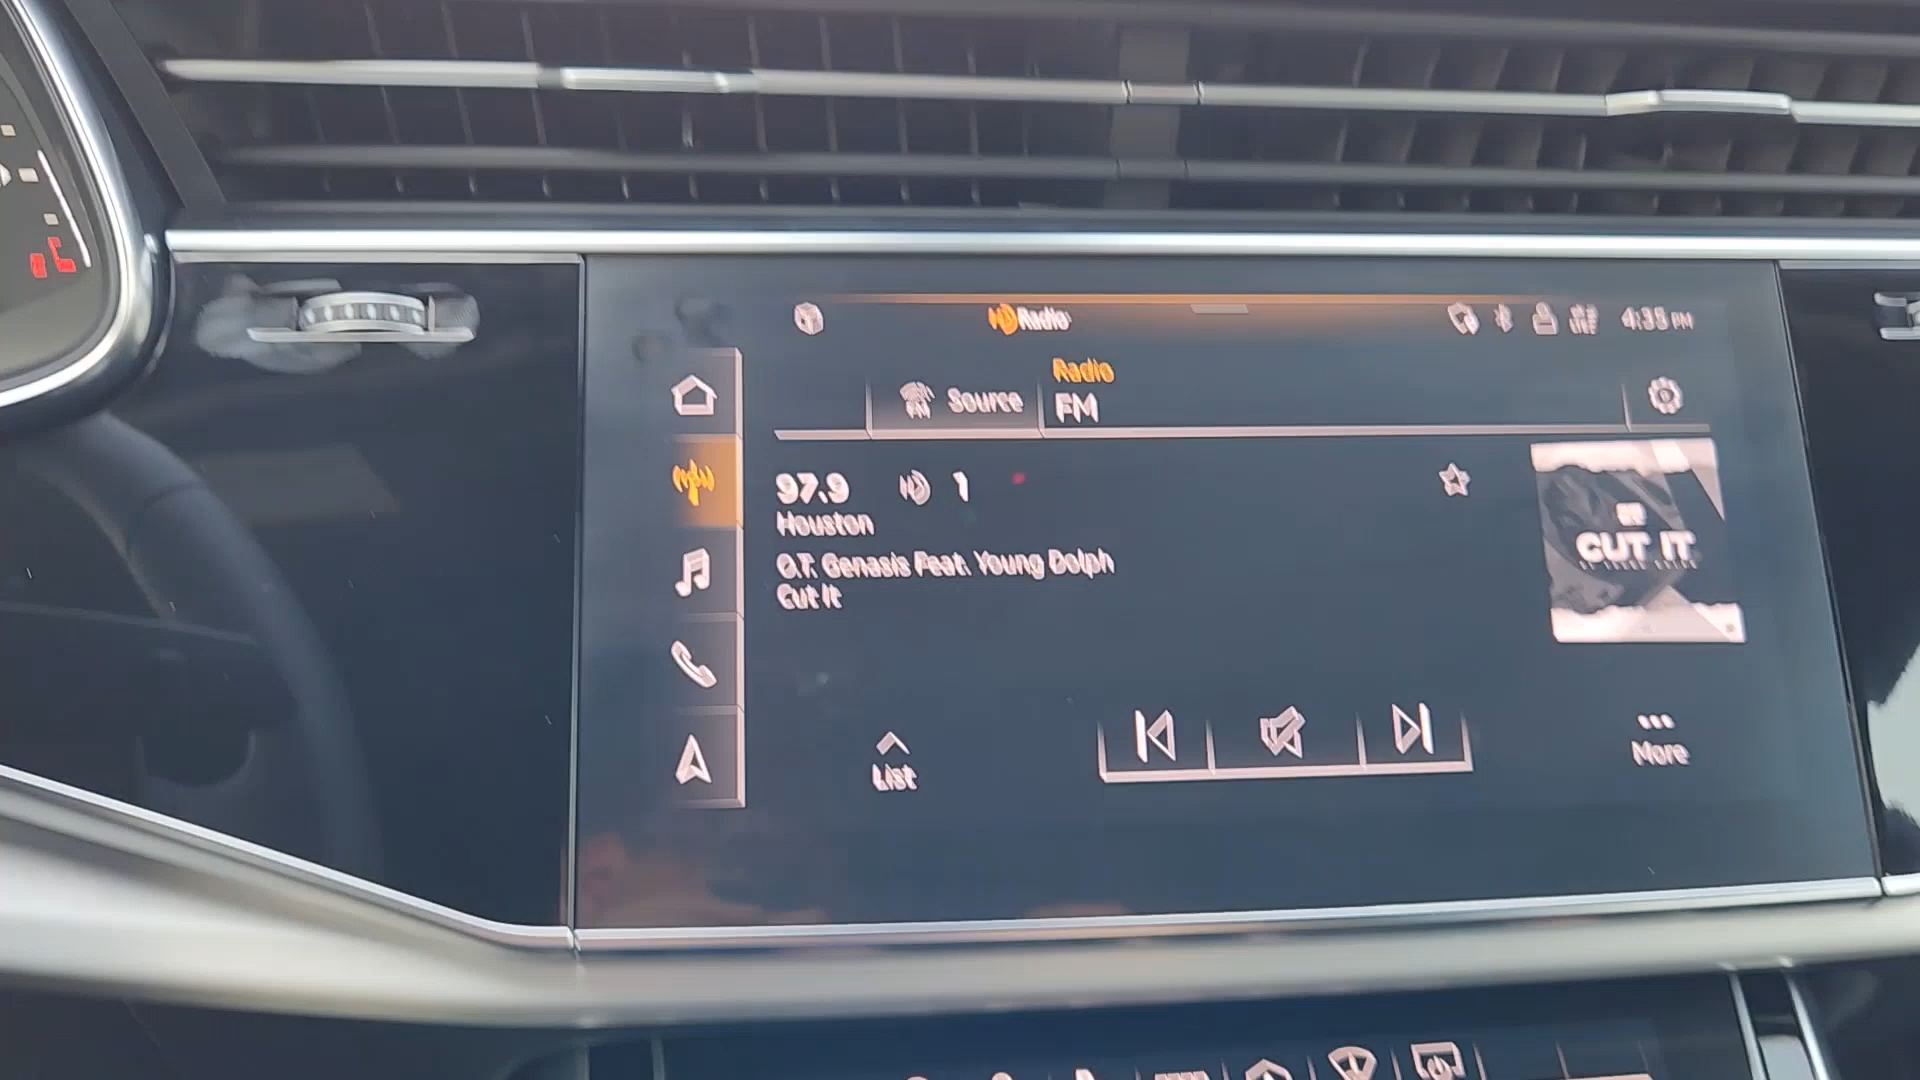 Radio
4:35 PM
Radio
Source
FM
97.9
1
Houston
O.T. Genasis Feat. Young Dolph
Cut It
CUT IT
List
More